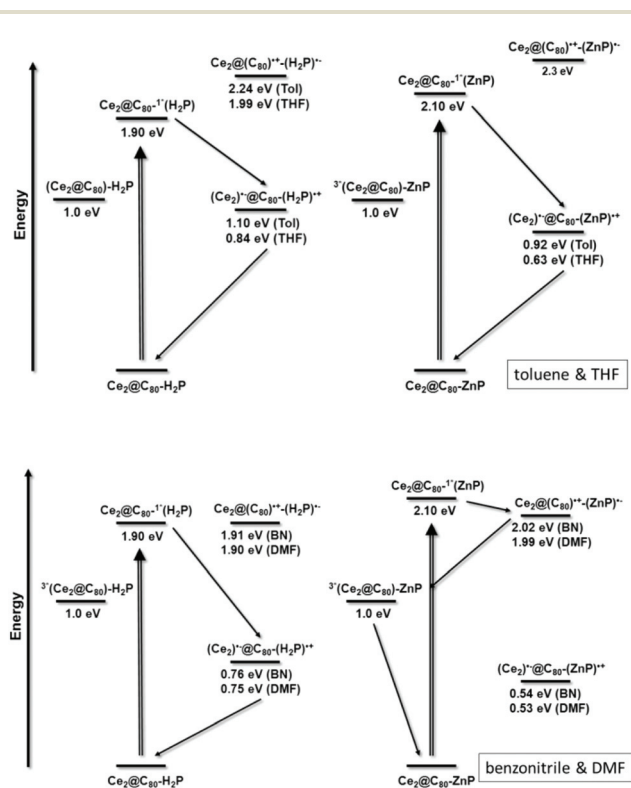 Energy
Ce₂@(C₈₀)•⁺-(H₂P)•⁻
2.24 eV (Tol)
1.99 eV (THF)
Ce₂@C₈₀-¹*(H₂P)
1.90 eV
(Ce₂@C₈₀)-H₂P
1.0 eV
(Ce₂)•⁻@C₈₀-(H₂P)•⁺
1.10 eV (Tol)
0.84 eV (THF)
Ce₂@C₈₀-H₂P
Ce₂@(C₈₀)•⁺-(ZnP)•⁻
2.3 eV
Ce₂@C₈₀-¹*(ZnP)
2.10 eV
³*(Ce₂@C₈₀)-ZnP
1.0 eV
(Ce₂)•⁻@C₈₀-(ZnP)•⁺
0.92 eV (Tol)
0.63 eV (THF)
Ce₂@C₈₀-ZnP
toluene & THF
Energy
Ce₂@C₈₀-¹*(H₂P)
1.90 eV
Ce₂@(C₈₀)•⁺-(H₂P)•⁻
1.91 eV (BN)
1.90 eV (DMF)
³*(Ce₂@C₈₀)-H₂P
1.0 eV
(Ce₂)•⁻@C₈₀-(H₂P)•⁺
0.76 eV (BN)
0.75 eV (DMF)
Ce₂@C₈₀-H₂P
Ce₂@C₈₀-¹*(ZnP)
2.10 eV
Ce₂@(C₈₀)•⁺-(ZnP)•⁻
2.02 eV (BN)
1.99 eV (DMF)
³*(Ce₂@C₈₀)-ZnP
1.0 eV
(Ce₂)•⁻@C₈₀-(ZnP)•⁺
0.54 eV (BN)
0.53 eV (DMF)
Ce₂@C₈₀-ZnP
benzonitrile & DMF